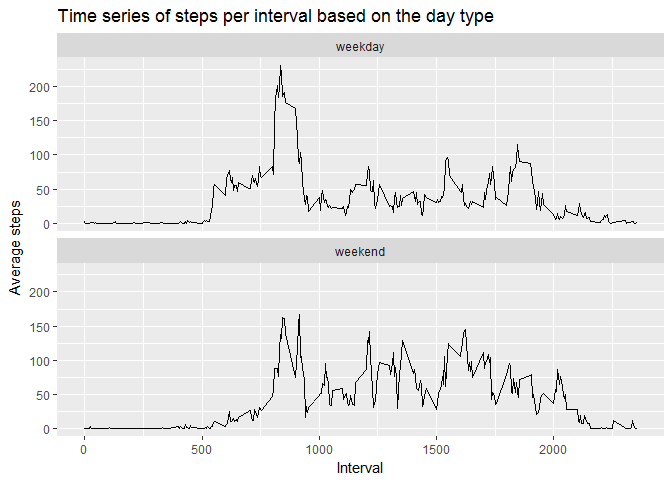 Time series of steps per interval based on the day type
weekday
200
150
100
50
0
weekend
200
150
100
50
0
Average steps
0 500 1000 1500 2000
Interval